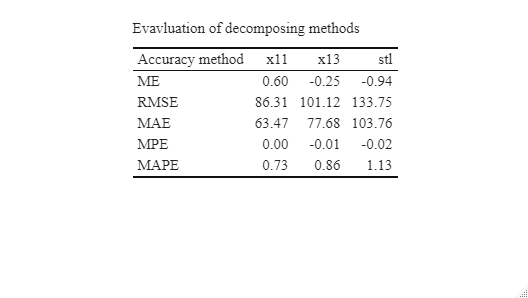 Evavluation of decomposing methods
Accuracy method x11 x13 stl
ME 0.60 -0.25 -0.94
RMSE 86.31 101.12 133.75
MAE 63.47 77.68 103.76
MPE 0.00 -0.01 -0.02
MAPE 0.73 0.86 1.13